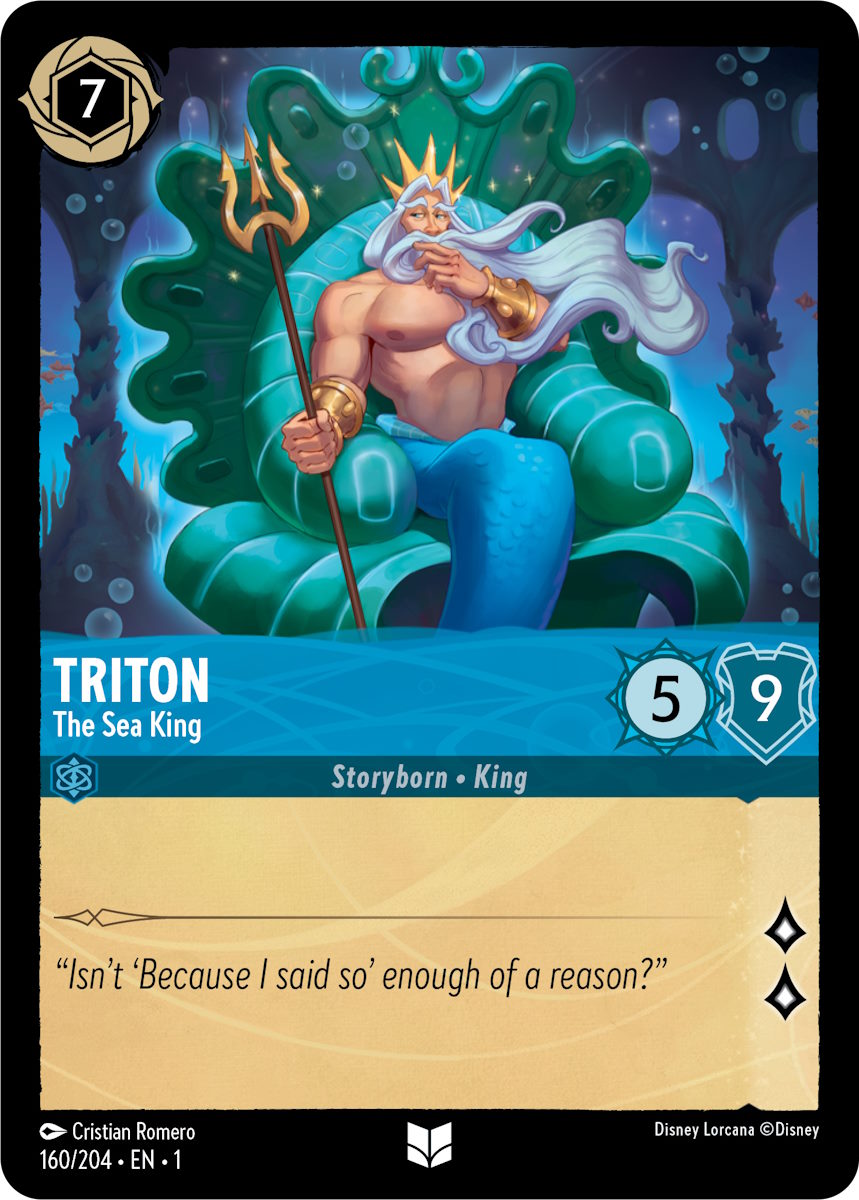 7
TRITON
The Sea King
5
9
Storyborn • King
“Isn’t ‘Because I said so’ enough of a reason?”
Cristian Romero
160/204 • EN • 1
Disney Lorcana ©Disney